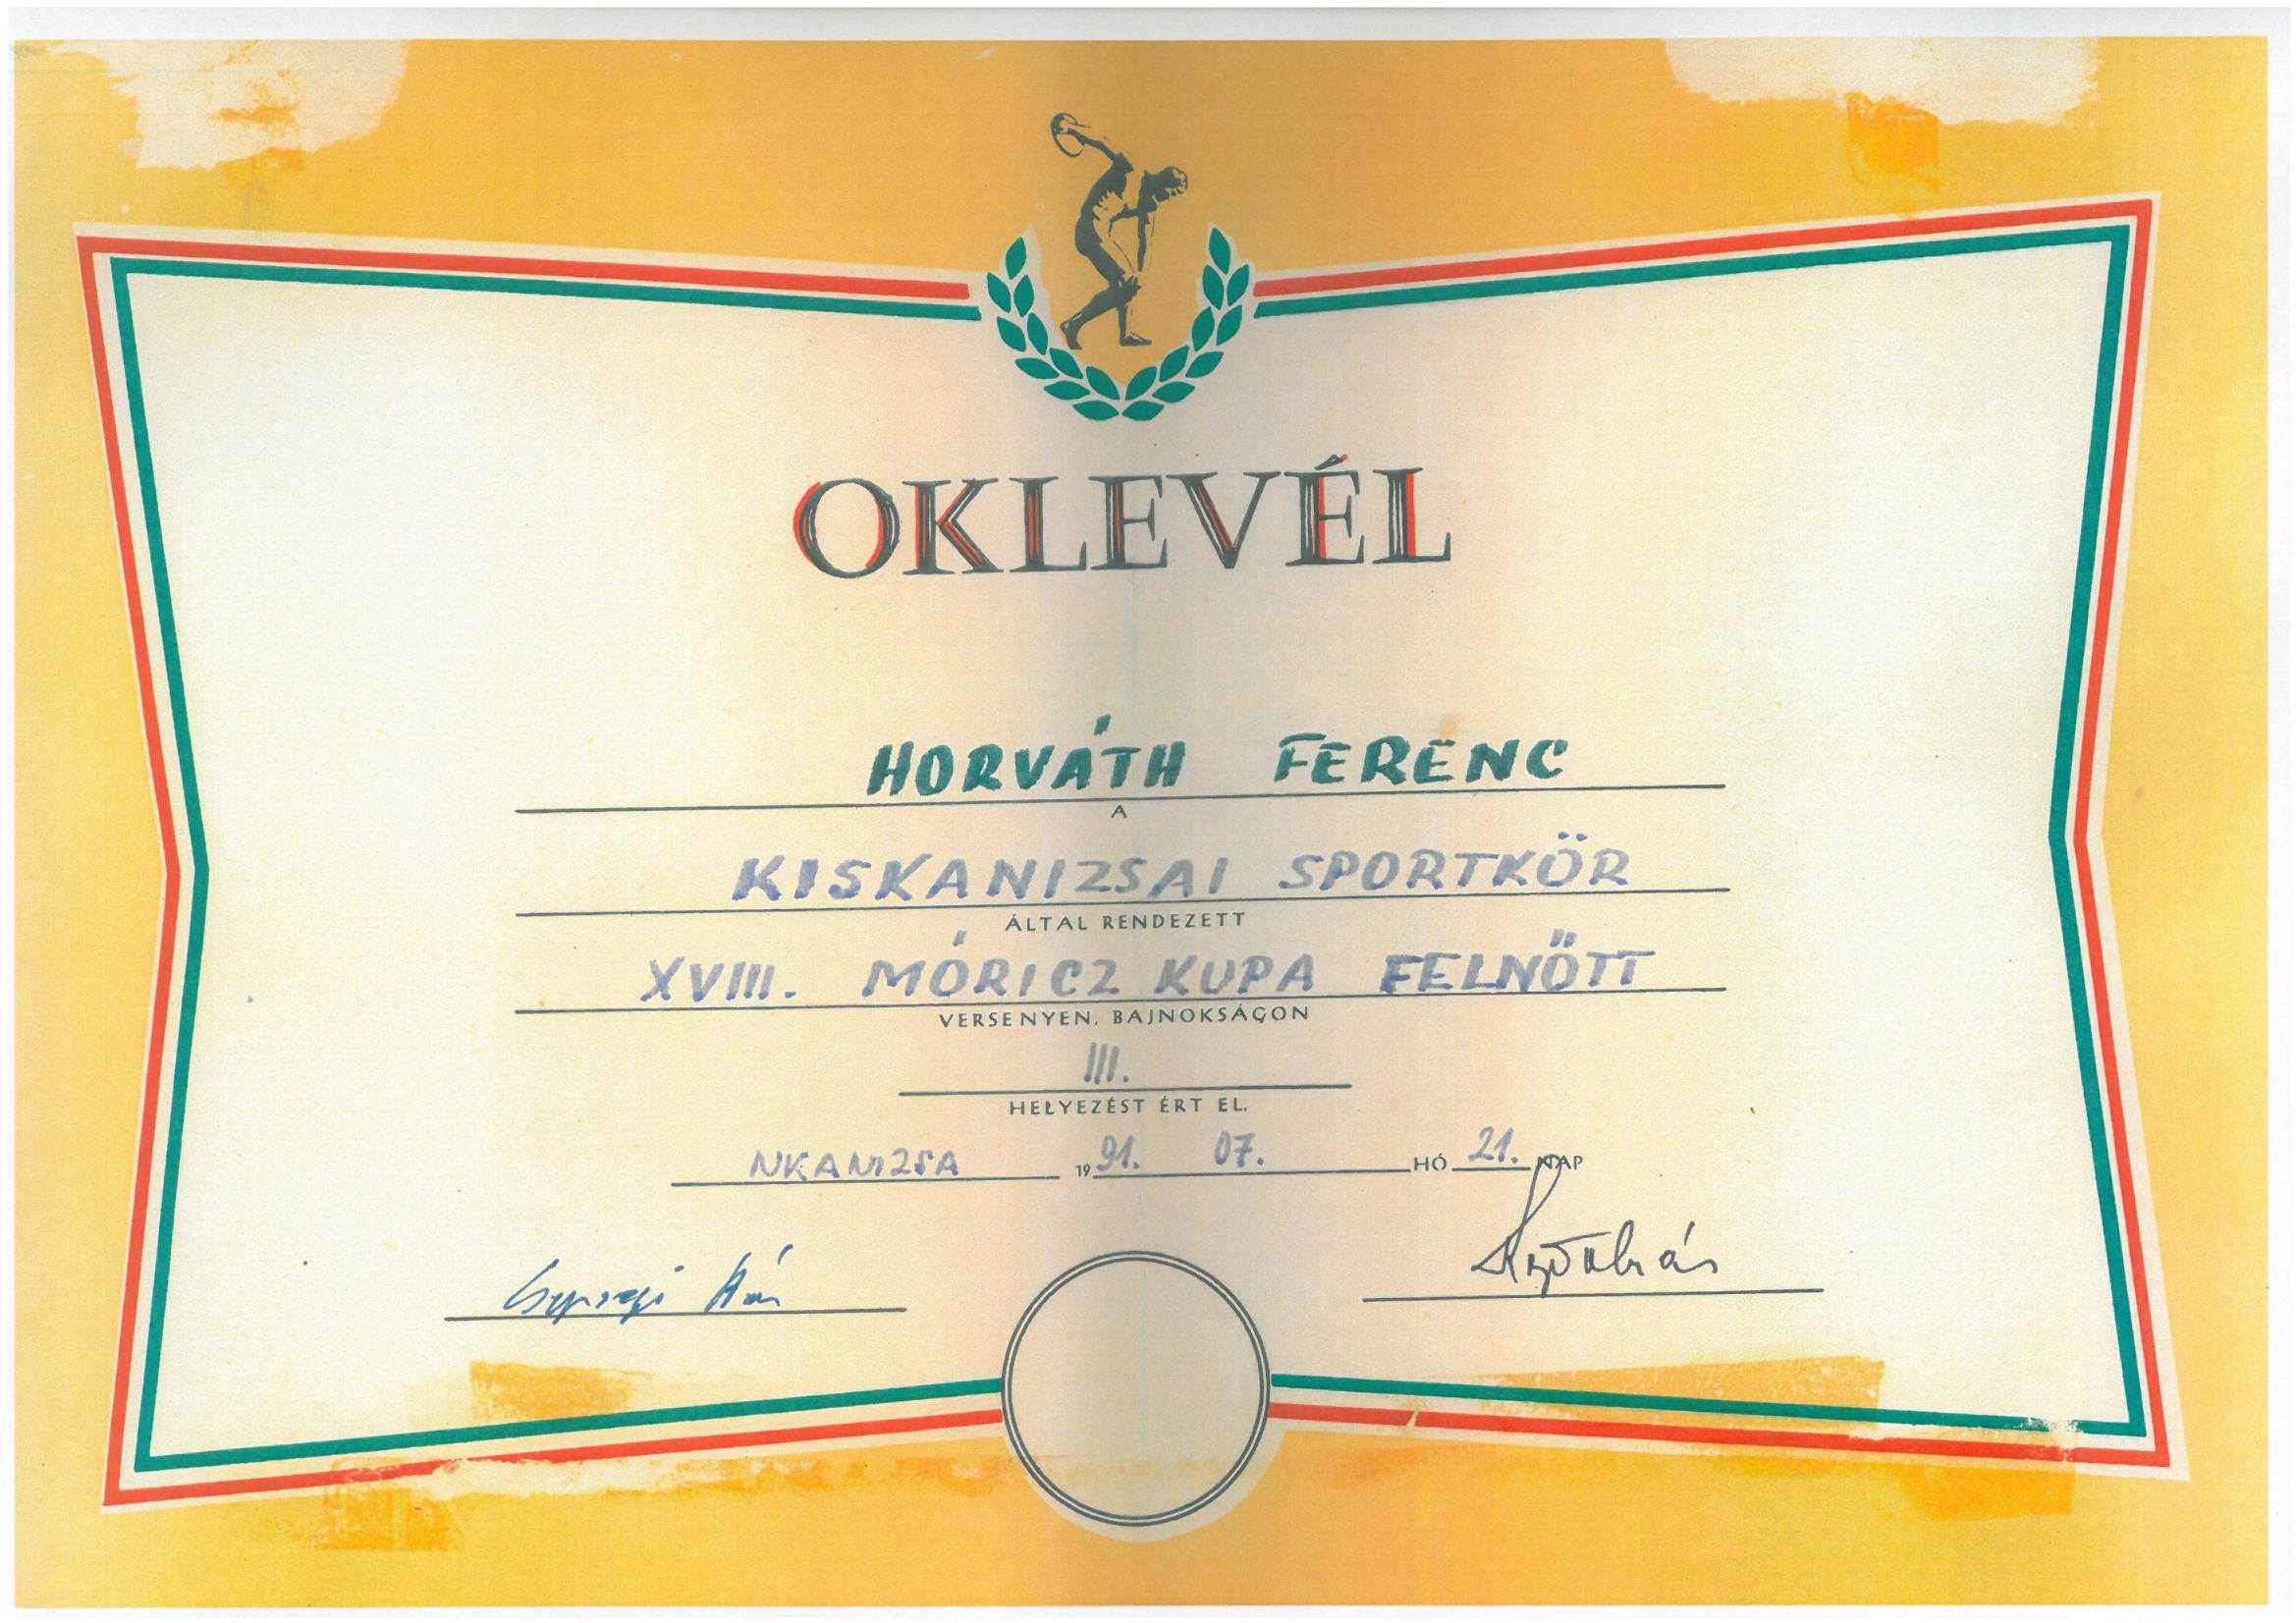 OKLEVÉL
HORVÁTH FERENC
A
KISKANIZSAI SPORTKÖR
ÁLTAL RENDEZETT
XVIII. MÓRICZ KUPA FELNŐTT
VERSENYEN, BAJNOKSÁGON
III.
HELYEZÉST ÉRT EL.
NKANIZSA 1991. 07. HÓ 21. NAP